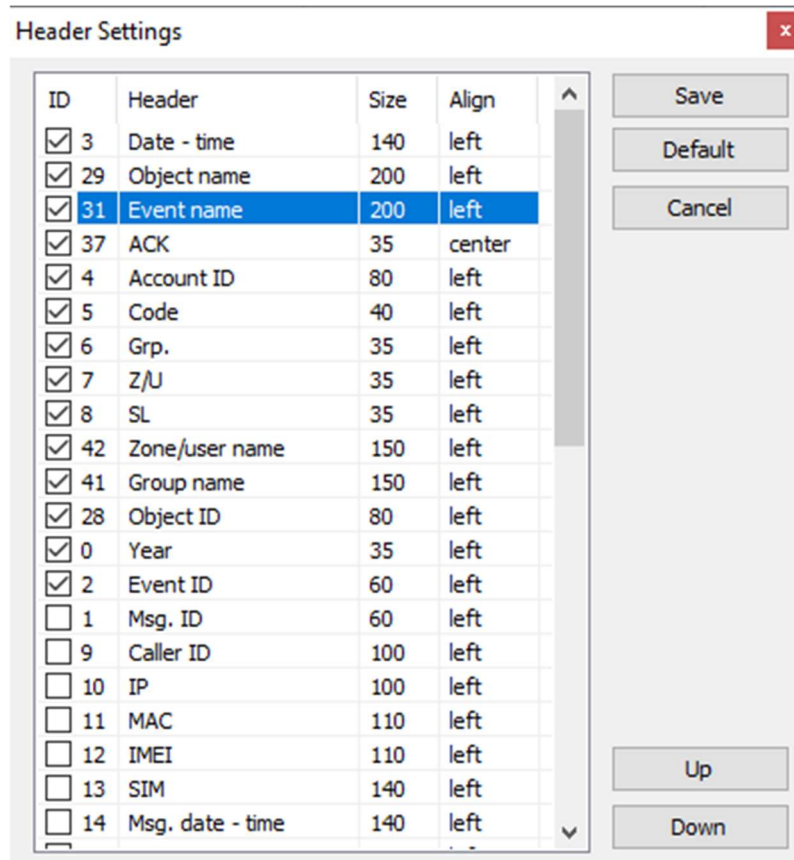 Header Settings
x
ID Header Size Align
3 Date - time 140 left
29 Object name 200 left
31 Event name 200 left
37 ACK 35 center
4 Account ID 80 left
5 Code 40 left
6 Grp. 35 left
7 Z/U 35 left
8 SL 35 left
42 Zone/user name 150 left
41 Group name 150 left
28 Object ID 80 left
0 Year 35 left
2 Event ID 60 left
1 Msg. ID 60 left
9 Caller ID 100 left
10 IP 100 left
11 MAC 110 left
12 IMEI 110 left
13 SIM 140 left
14 Msg. date - time 140 left
Save
Default
Cancel
Up
Down